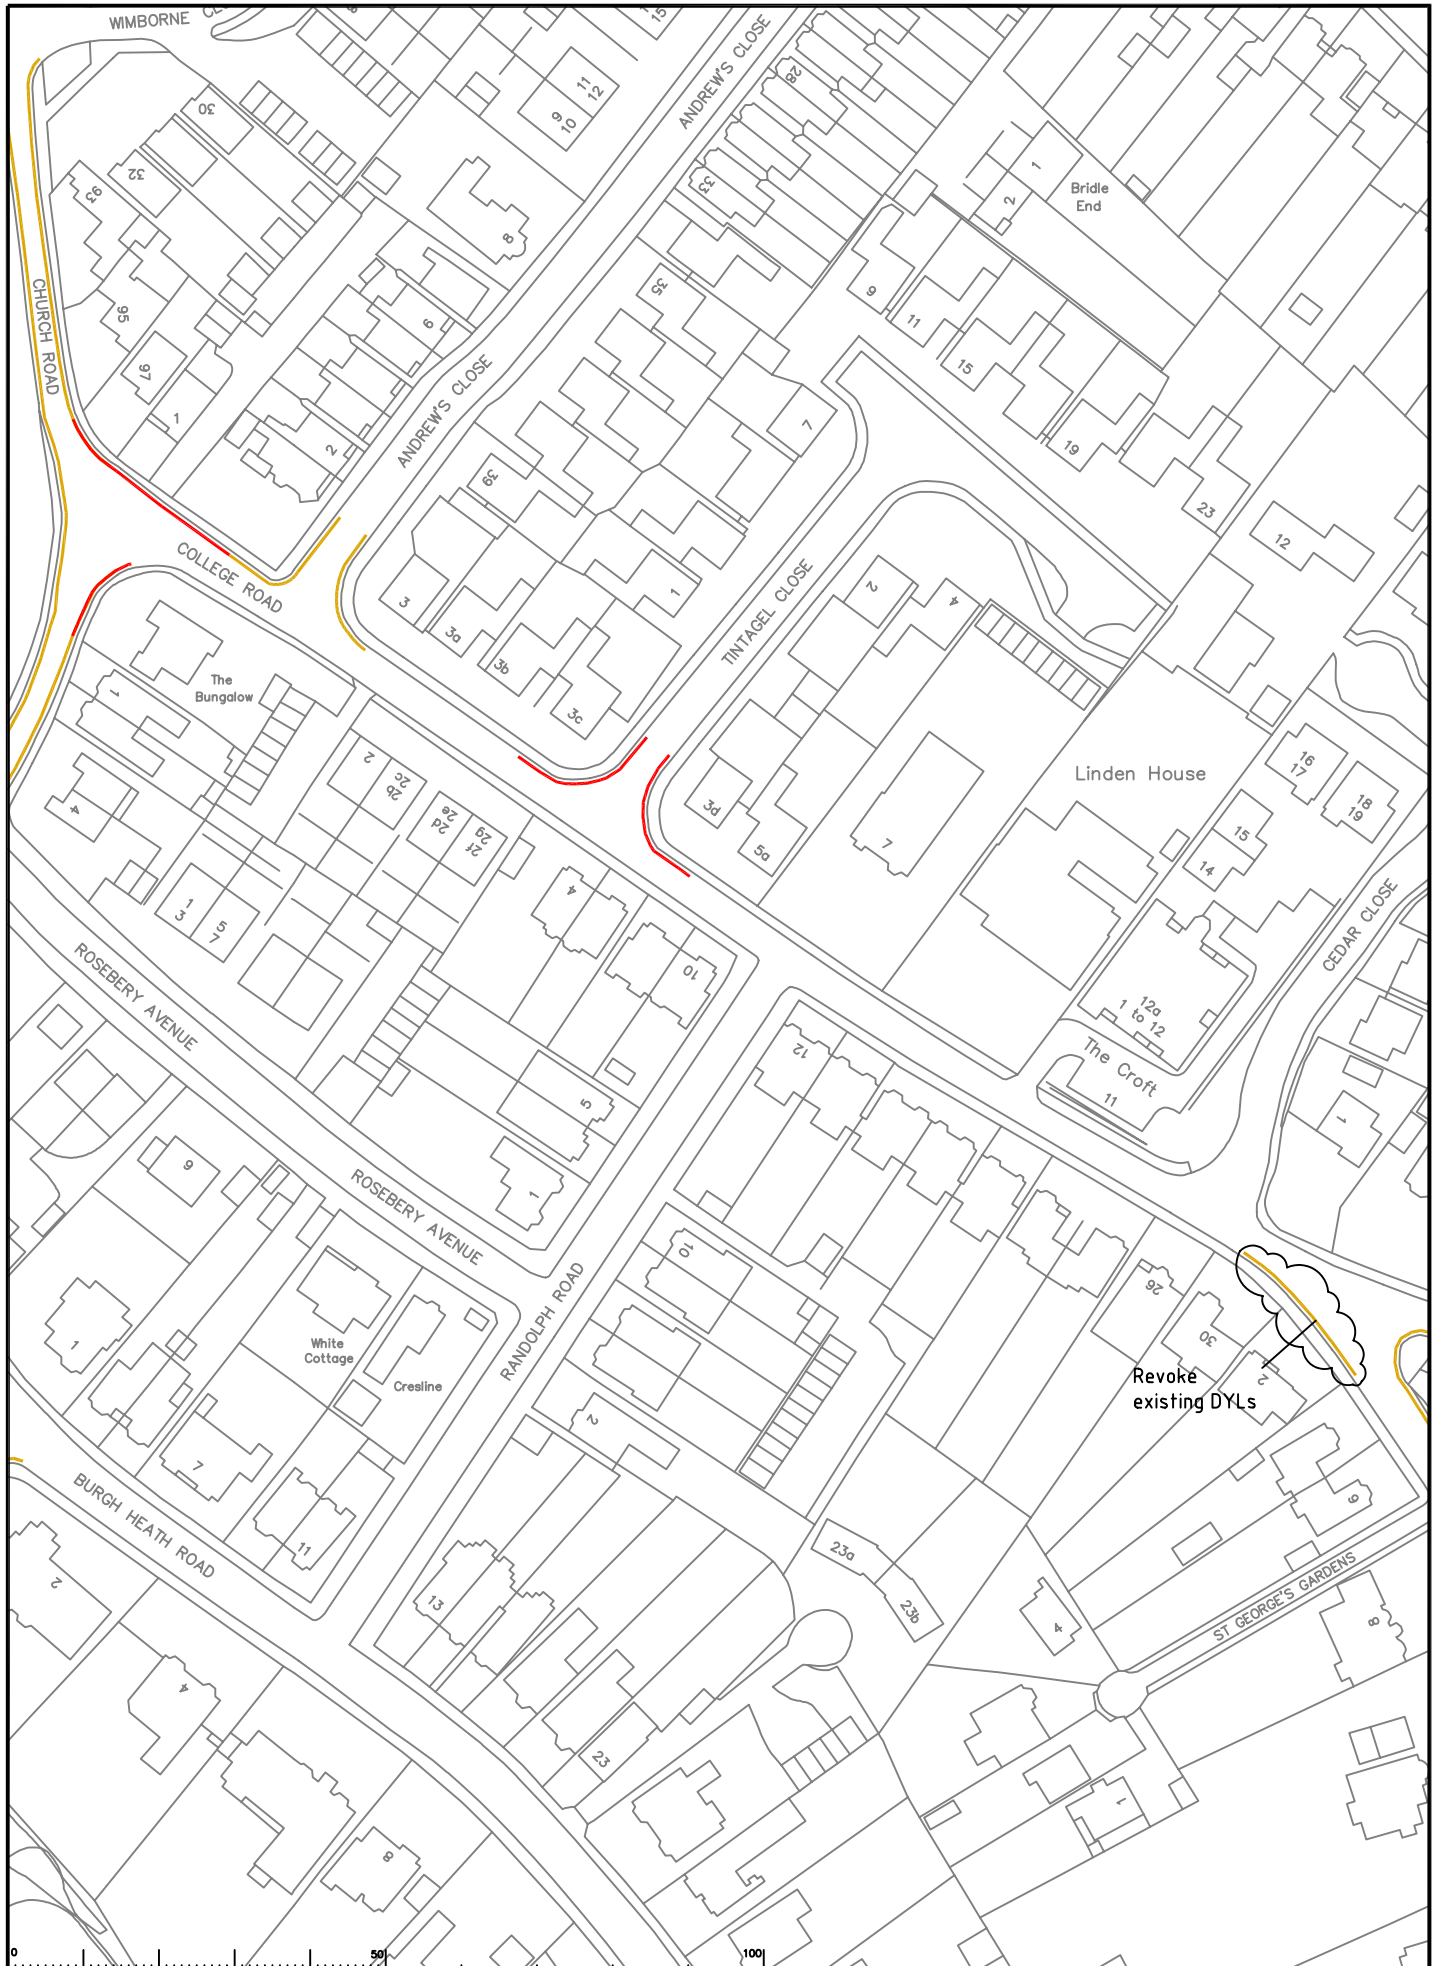 WIMBORNE
15
11
12
9
10
ANDREW'S CLOSE
28
30
32
93
33
1
2
Bridle
End
8
CHURCH ROAD
95
97
1
6
2
35
9
11
15
19
23
ANDREW'S CLOSE
7
39
12
COLLEGE ROAD
3
3a
3b
3c
1
TINTAGEL CLOSE
2
4
The
Bungalow
1
4
2
2c
2b
2e
2d
2g
2f
3d
5a
7
Linden House
16
17
18
19
15
14
1
3
5
7
4
10
CEDAR CLOSE
ROSEBERY AVENUE
12a
1 to 12
The Croft
11
12
5
1
1
9
ROSEBERY AVENUE
10
RANDOLPH ROAD
26
30
2
1
White
Cottage
Cresline
Revoke
existing DYLs
2
7
11
6
BURGH HEATH ROAD
2
13
23a
23b
4
ST GEORGE'S GARDENS
8
4
23
1
8
0
50
100